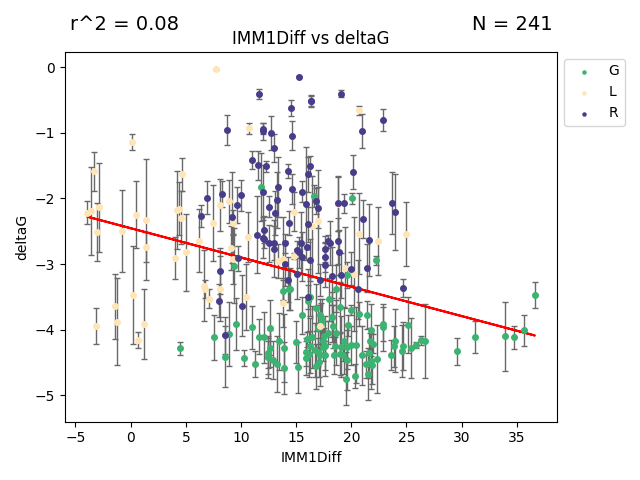 r^2 = 0.08
N = 241
IMM1Diff vs deltaG
0
−1
−2
−3
−4
−5
deltaG
−5
0
5
10
15
20
25
30
35
IMM1Diff
G
L
R